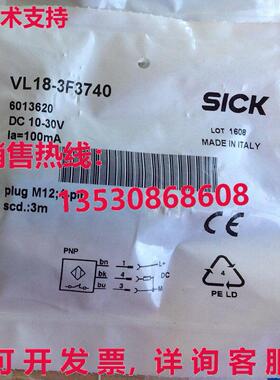 术支持
VL18-3F3740
6013620
DC 10-30V
Ia=100mA
SICK
LOT 1608
MADE IN ITALY
销售热线:
13530868608
plug M12;4-pin
scd.:3m
PNP
bn 1 L+
bk 4 DC
bu 3 M
4
PE LD
可开票,详询客服